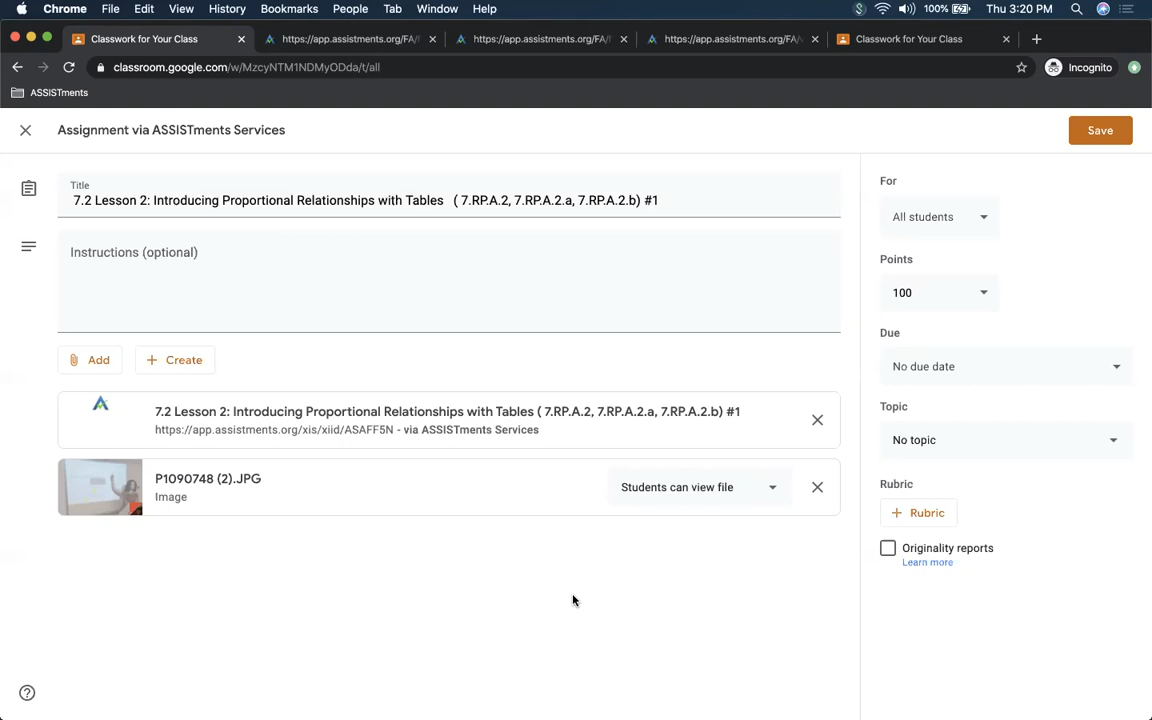 Chrome File Edit View History Bookmarks People Tab Window Help 100% Thu 3:20 PM
Classwork for Your Class https://app.assistments.org/FA/ https://app.assistments.org/FA/ https://app.assistments.org/FA/ Classwork for Your Class
classroom.google.com/w/MzcyNTM1NDMyODda/t/all Incognito
ASSISTments
Assignment via ASSISTments Services Save
Title
7.2 Lesson 2: Introducing Proportional Relationships with Tables ( 7.RP.A.2, 7.RP.A.2.a, 7.RP.A.2.b) #1
Instructions (optional)
Add Create
7.2 Lesson 2: Introducing Proportional Relationships with Tables ( 7.RP.A.2, 7.RP.A.2.a, 7.RP.A.2.b) #1
https://app.assistments.org/xis/xiid/ASAFF5N - via ASSISTments Services
P1090748 (2).JPG
Image
Students can view file
For
All students
Points
100
Due
No due date
Topic
No topic
Rubric
Rubric
Originality reports
Learn more